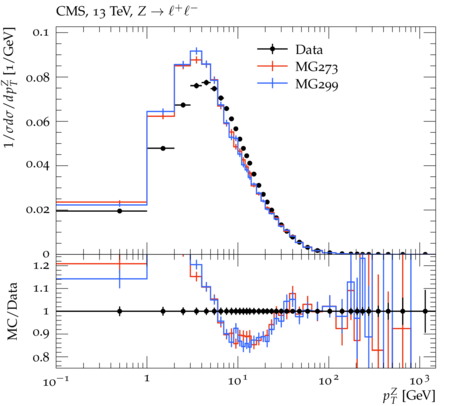 CMS, 13 TeV, Z → ℓ⁺ℓ⁻
1/σdσ/dp_T^Z [1/GeV]
0.1
0.08
0.06
0.04
0.02
0
Data
MG273
MG299
MC/Data
1.2
1.1
1
0.9
0.8
10⁻¹ 1 10¹ 10² 10³
p_T^Z [GeV]